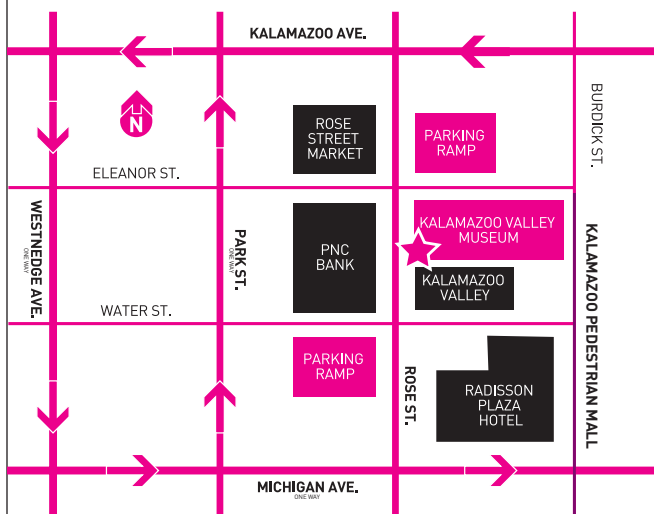 KALAMAZOO AVE.
BURDICK ST.
N
ROSE
STREET
MARKET
PARKING
RAMP
ELEANOR ST.
WESTNEDGE AVE.
ONE WAY
PARK ST.
ONE WAY
PNC
BANK
KALAMAZOO VALLEY
MUSEUM
KALAMAZOO
VALLEY
KALAMAZOO PEDESTRIAN MALL
WATER ST.
PARKING
RAMP
ROSE ST.
RADISSON
PLAZA
HOTEL
MICHIGAN AVE.
ONE WAY